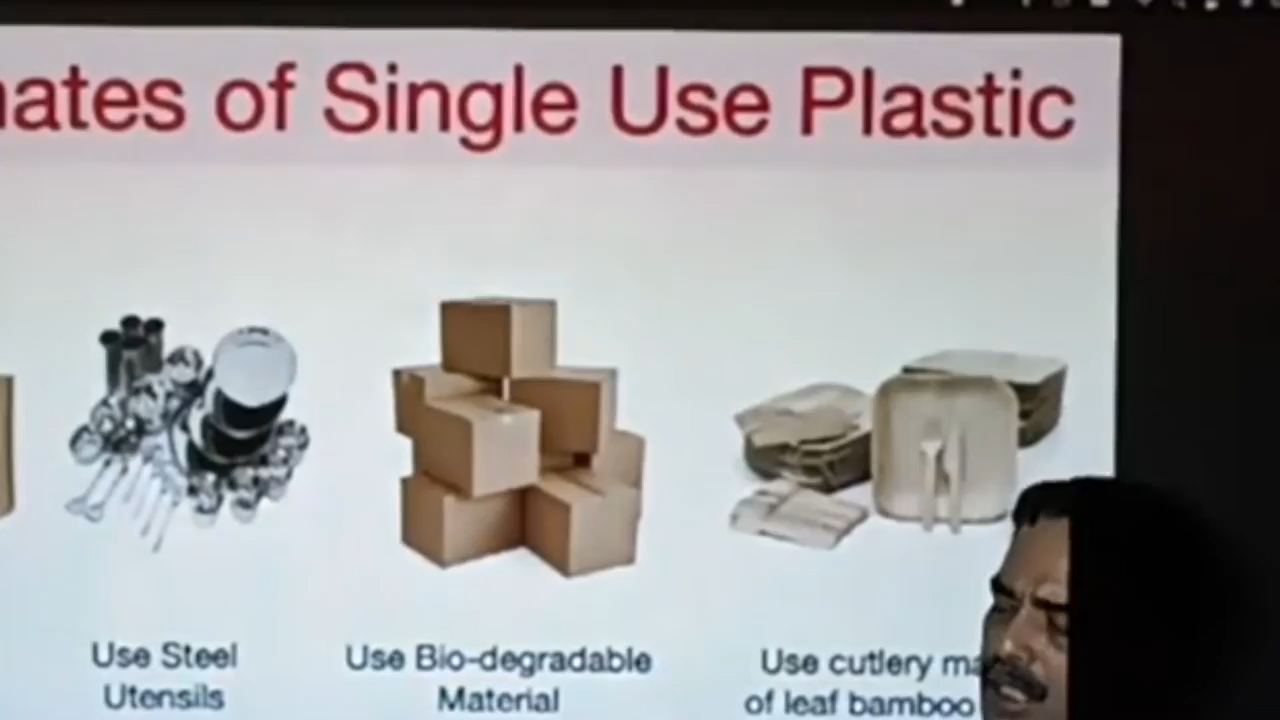 of Single Use Plastic
Use Steel
Utensils
Use Bio-degradable
Material
Use cutlery
of leaf bamboo